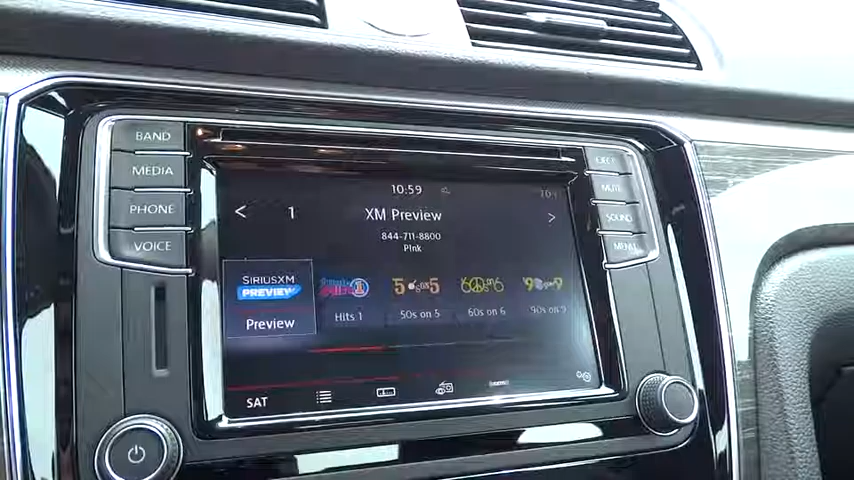 BAND
MEDIA
PHONE
VOICE
EJECT
MUTE
SOUND
MENU
10:59
1
XM Preview
844-711-8800
P!nk
SIRIUSXM
PREVIEW
Preview
Hits 1
50s on 5
60s on 6
90s on 9
SAT